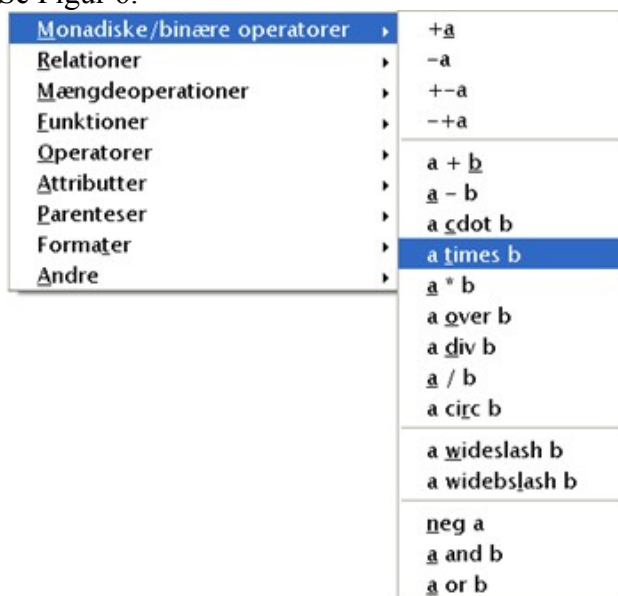 Se Figur 6.
Monadiske/binære operatorer
Relationer
Mængdeoperationer
Funktioner
Operatorer
Attributter
Parenteser
Formater
Andre
+a
-a
+-a
-+a
a + b
a - b
a cdot b
a times b
a * b
a over b
a div b
a / b
a circ b
a wideslash b
a widebslash b
neg a
a and b
a or b